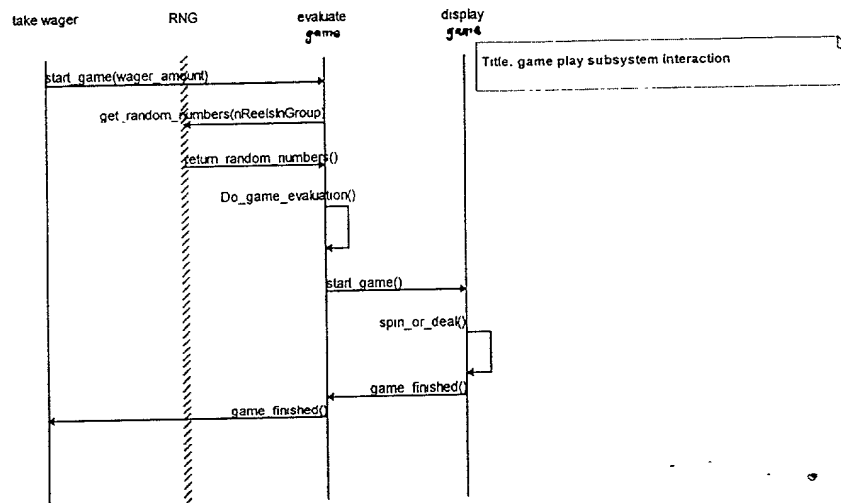 take wager
RNG
evaluate
game
display
game
Title. game play subsystem interaction
start_game(wager_amount)
get_random_numbers(nReelsInGroup)
return_random_numbers()
Do_game_evaluation()
start_game()
spin_or_deal()
game_finished()
game_finished()